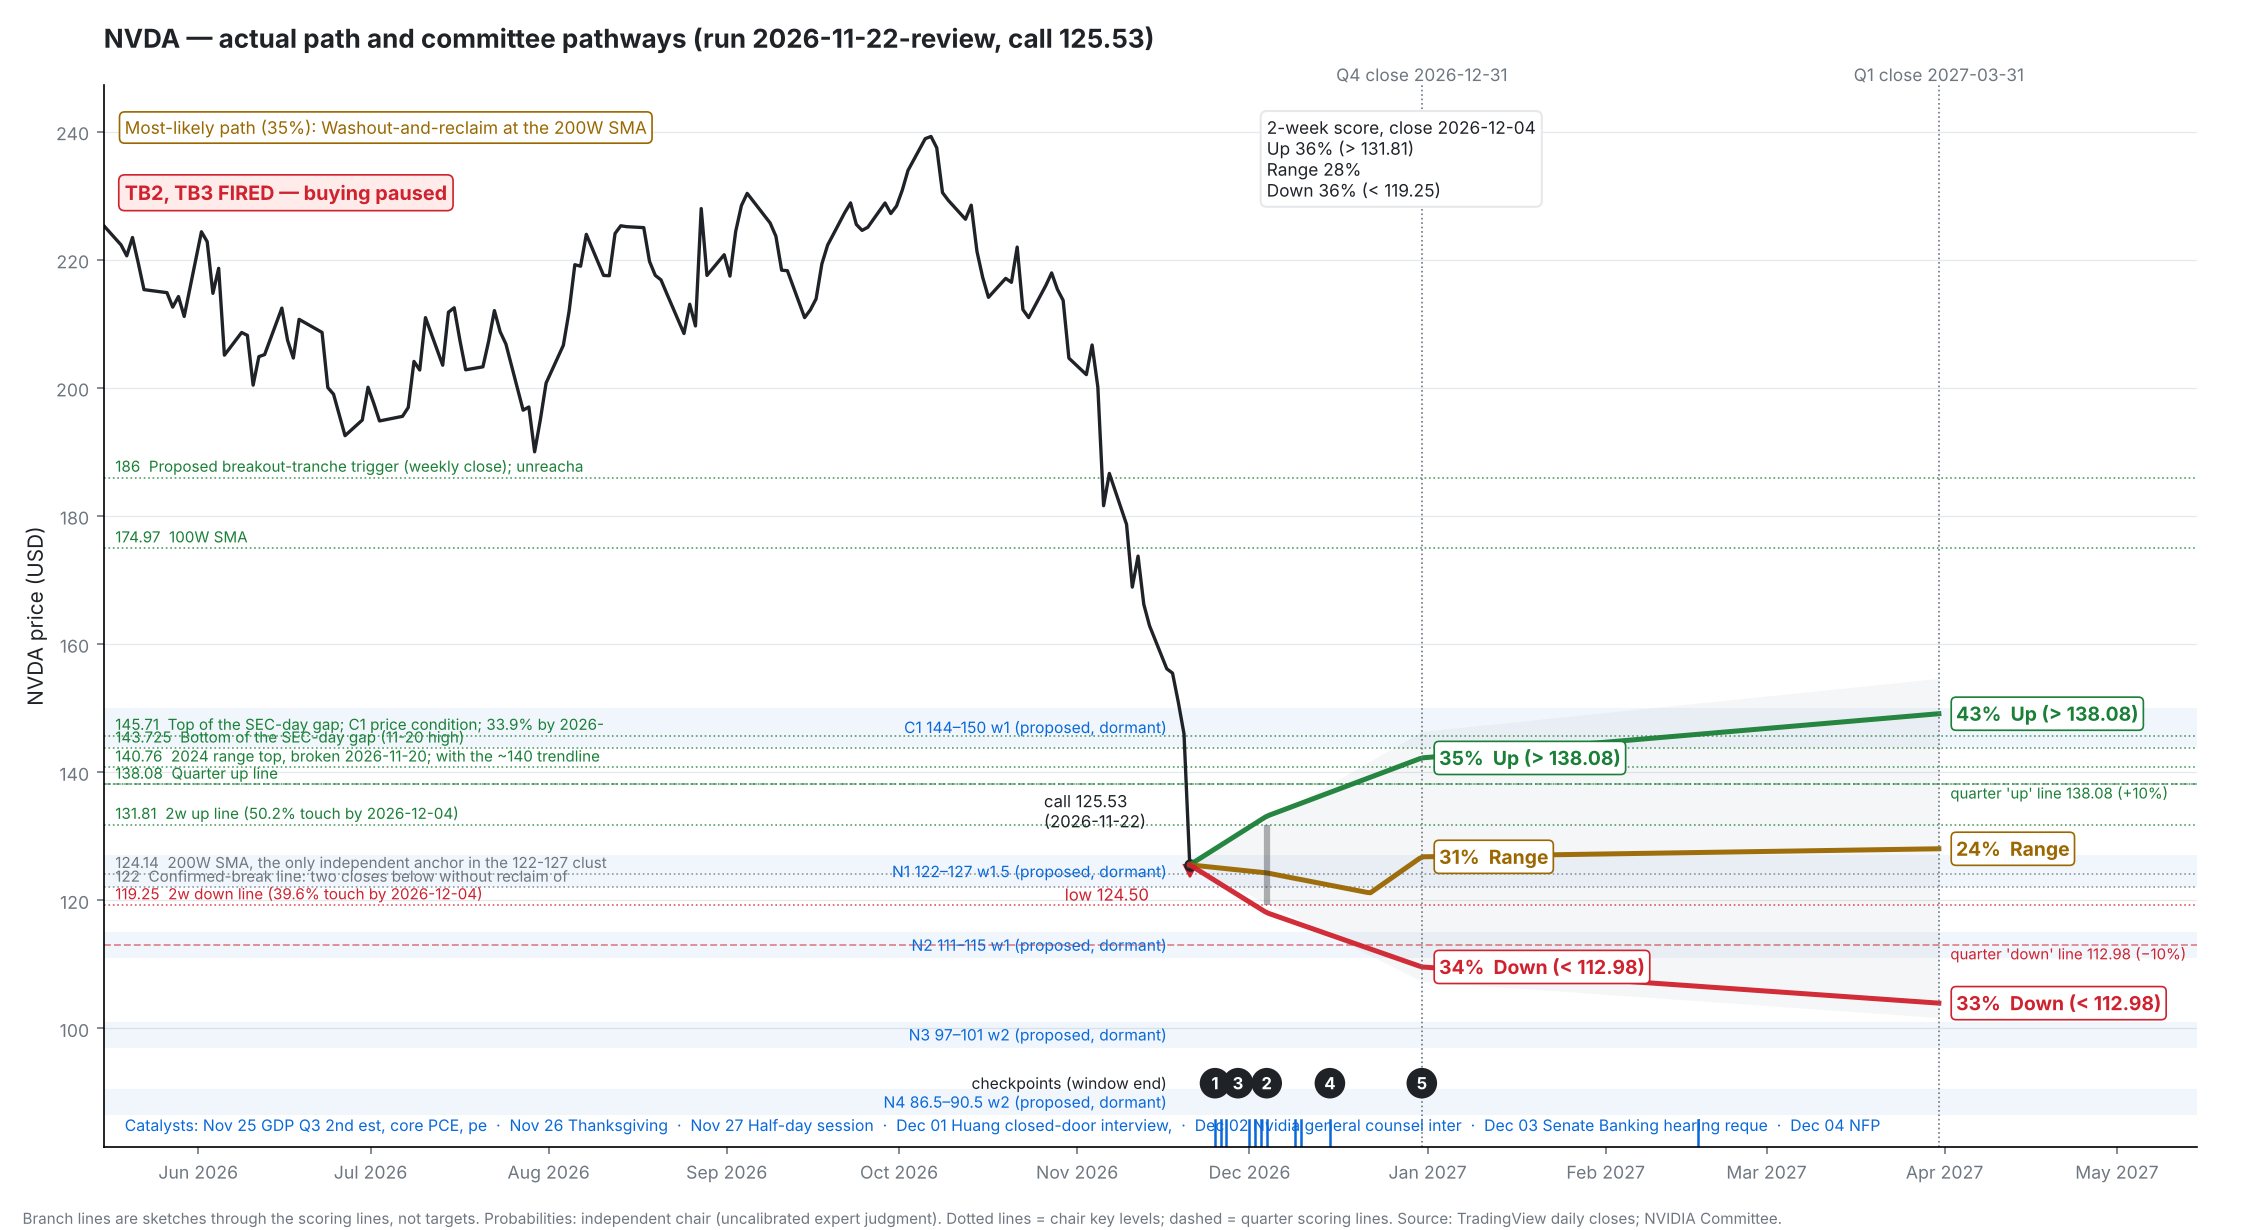 NVDA — actual path and committee pathways (run 2026-11-22-review, call 125.53)
Q4 close 2026-12-31
Q1 close 2027-03-31
Most-likely path (35%): Washout-and-reclaim at the 200W SMA
TB2, TB3 FIRED — buying paused
2-week score, close 2026-12-04
Up 36% (> 131.81)
Range 28%
Down 36% (< 119.25)
NVDA price (USD)
240
220
200
180
160
140
120
100
186 Proposed breakout-tranche trigger (weekly close); unreacha
174.97 100W SMA
145.71 Top of the SEC-day gap; C1 price condition; 33.9% by 2026-
143.725 Bottom of the SEC-day gap (11-20 high)
140.76 2024 range top, broken 2026-11-20; with the ~140 trendline
138.08 Quarter up line
131.81 2w up line (50.2% touch by 2026-12-04)
124.14 200W SMA, the only independent anchor in the 122-127 clust
122 Confirmed-break line: two closes below without reclaim of
119.25 2w down line (39.6% touch by 2026-12-04)
C1 144–150 w1 (proposed, dormant)
call 125.53
(2026-11-22)
N1 122–127 w1.5 (proposed, dormant)
low 124.50
N2 111–115 w1 (proposed, dormant)
N3 97–101 w2 (proposed, dormant)
checkpoints (window end)
1 3 2 4 5
N4 86.5–90.5 w2 (proposed, dormant)
35% Up (> 138.08)
31% Range
34% Down (< 112.98)
43% Up (> 138.08)
quarter 'up' line 138.08 (+10%)
24% Range
quarter 'down' line 112.98 (−10%)
33% Down (< 112.98)
Catalysts: Nov 25 GDP Q3 2nd est, core PCE, pe · Nov 26 Thanksgiving · Nov 27 Half-day session · Dec 01 Huang closed-door interview, · Dec 02 Nvidia general counsel inter · Dec 03 Senate Banking hearing reque · Dec 04 NFP
Jun 2026 Jul 2026 Aug 2026 Sep 2026 Oct 2026 Nov 2026 Dec 2026 Jan 2027 Feb 2027 Mar 2027 Apr 2027 May 2027
Branch lines are sketches through the scoring lines, not targets. Probabilities: independent chair (uncalibrated expert judgment). Dotted lines = chair key levels; dashed = quarter scoring lines. Source: TradingView daily closes; NVIDIA Committee.